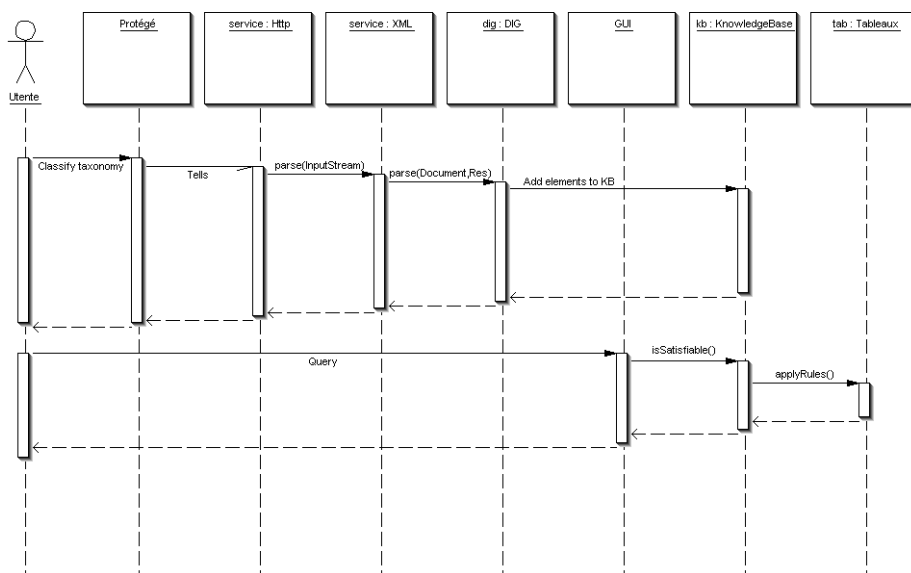 Protégé
service : Http
service : XML
dig : DIG
GUI
kb : KnowledgeBase
tab : Tableaux
Utente
Classify taxonomy
Tells
parse(InputStream)
parse(Document,Res)
Add elements to KB
Query
isSatisfiable()
applyRules()